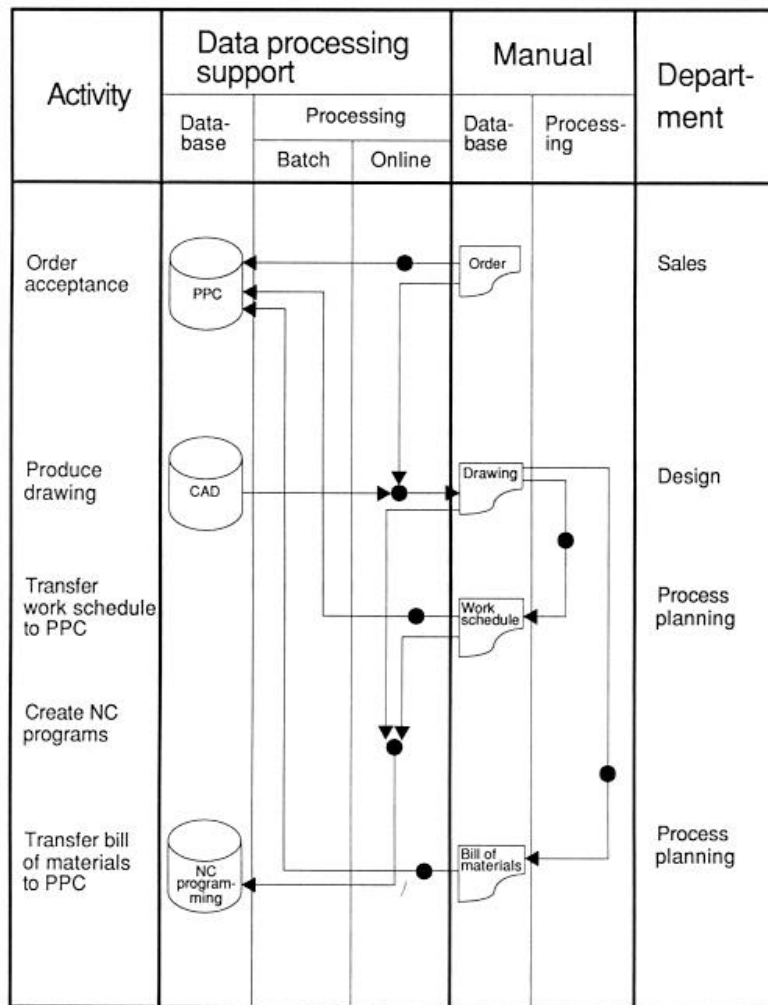 Activity
Data processing
support
Manual
Depart-
ment
Data-
base
Processing
Batch
Online
Data-
base
Process-
ing
Order
acceptance
PPC
Order
Sales
Produce
drawing
CAD
Drawing
Design
Transfer
work schedule
to PPC
Work
schedule
Process
planning
Create NC
programs
Transfer bill
of materials
to PPC
NC
program-
ming
Bill of
materials
Process
planning